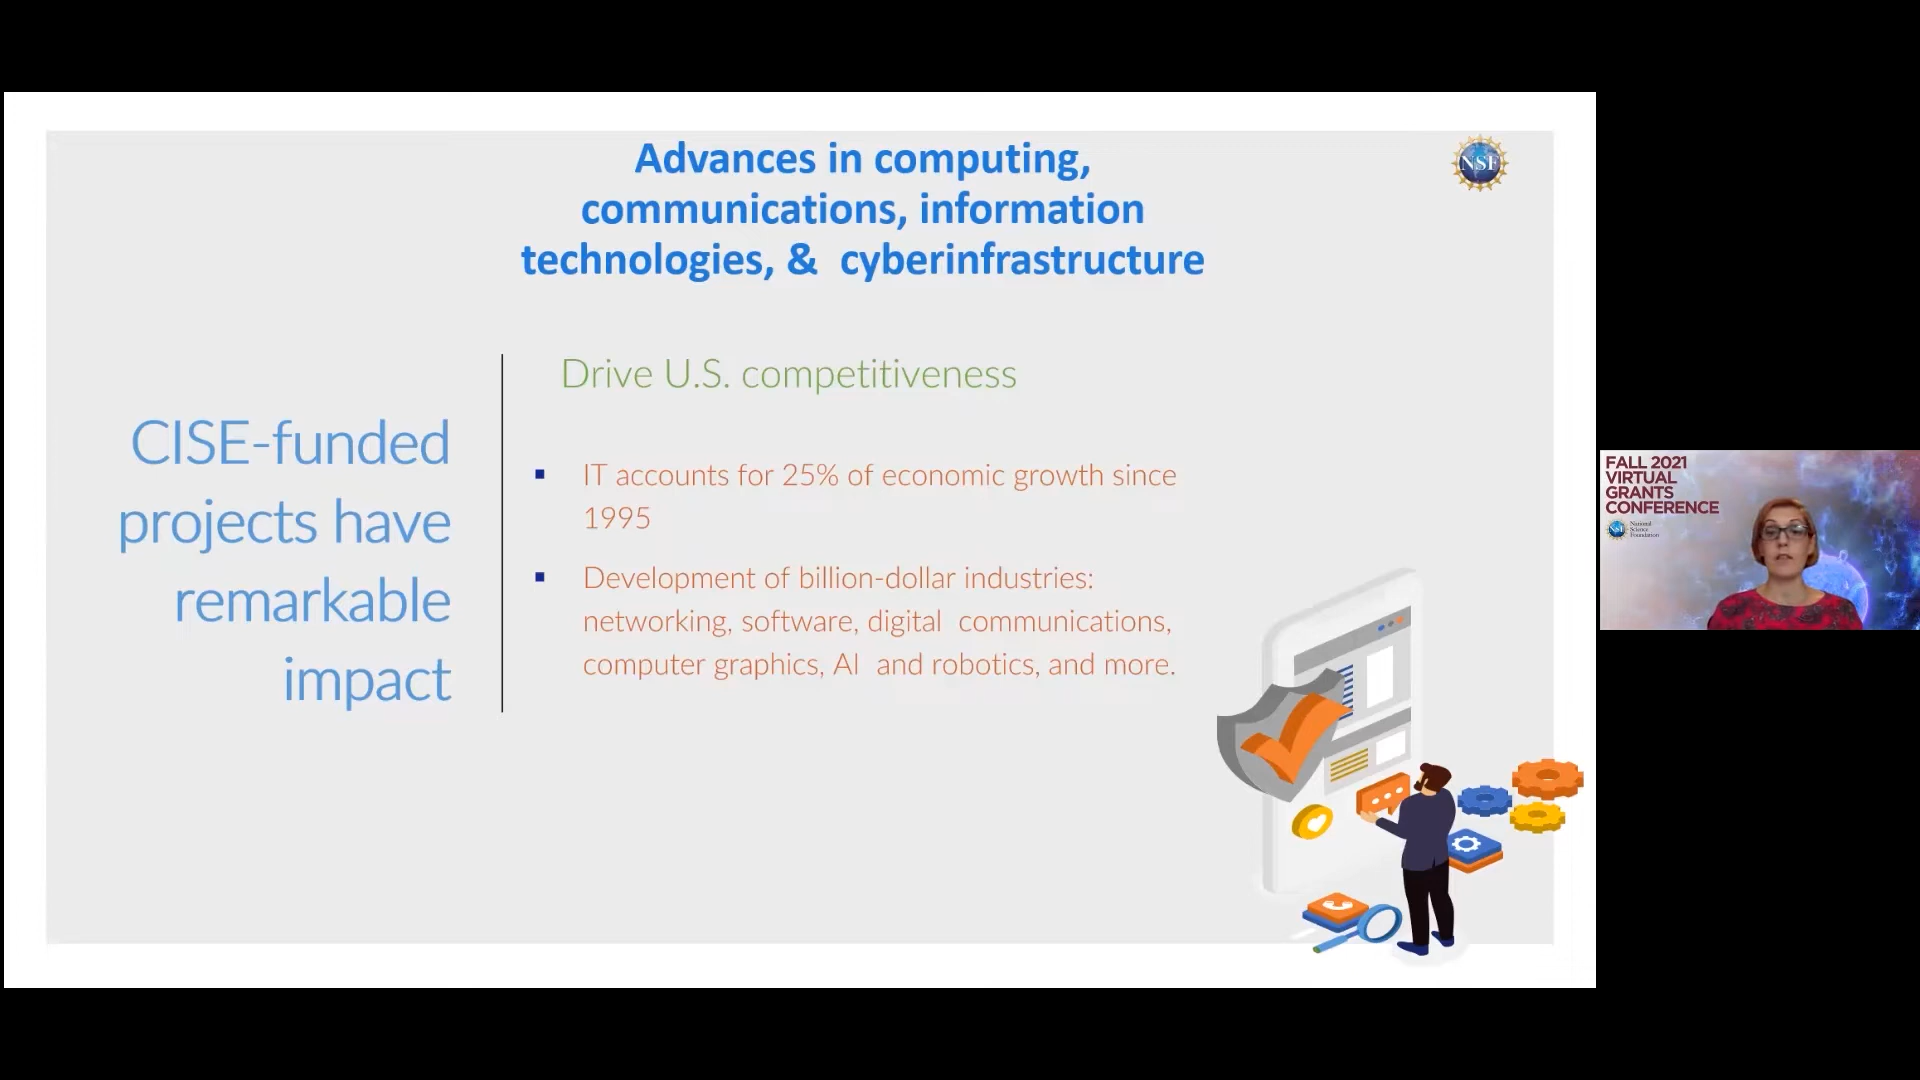 Advances in computing,
communications, information
technologies, & cyberinfrastructure
NSF
CISE-funded
projects have
remarkable
impact
Drive U.S. competitiveness
IT accounts for 25% of economic growth since
1995
Development of billion-dollar industries:
networking, software, digital communications,
computer graphics, AI and robotics, and more.
FALL 2021
VIRTUAL
GRANTS
CONFERENCE
NSF
National
Science
Foundation